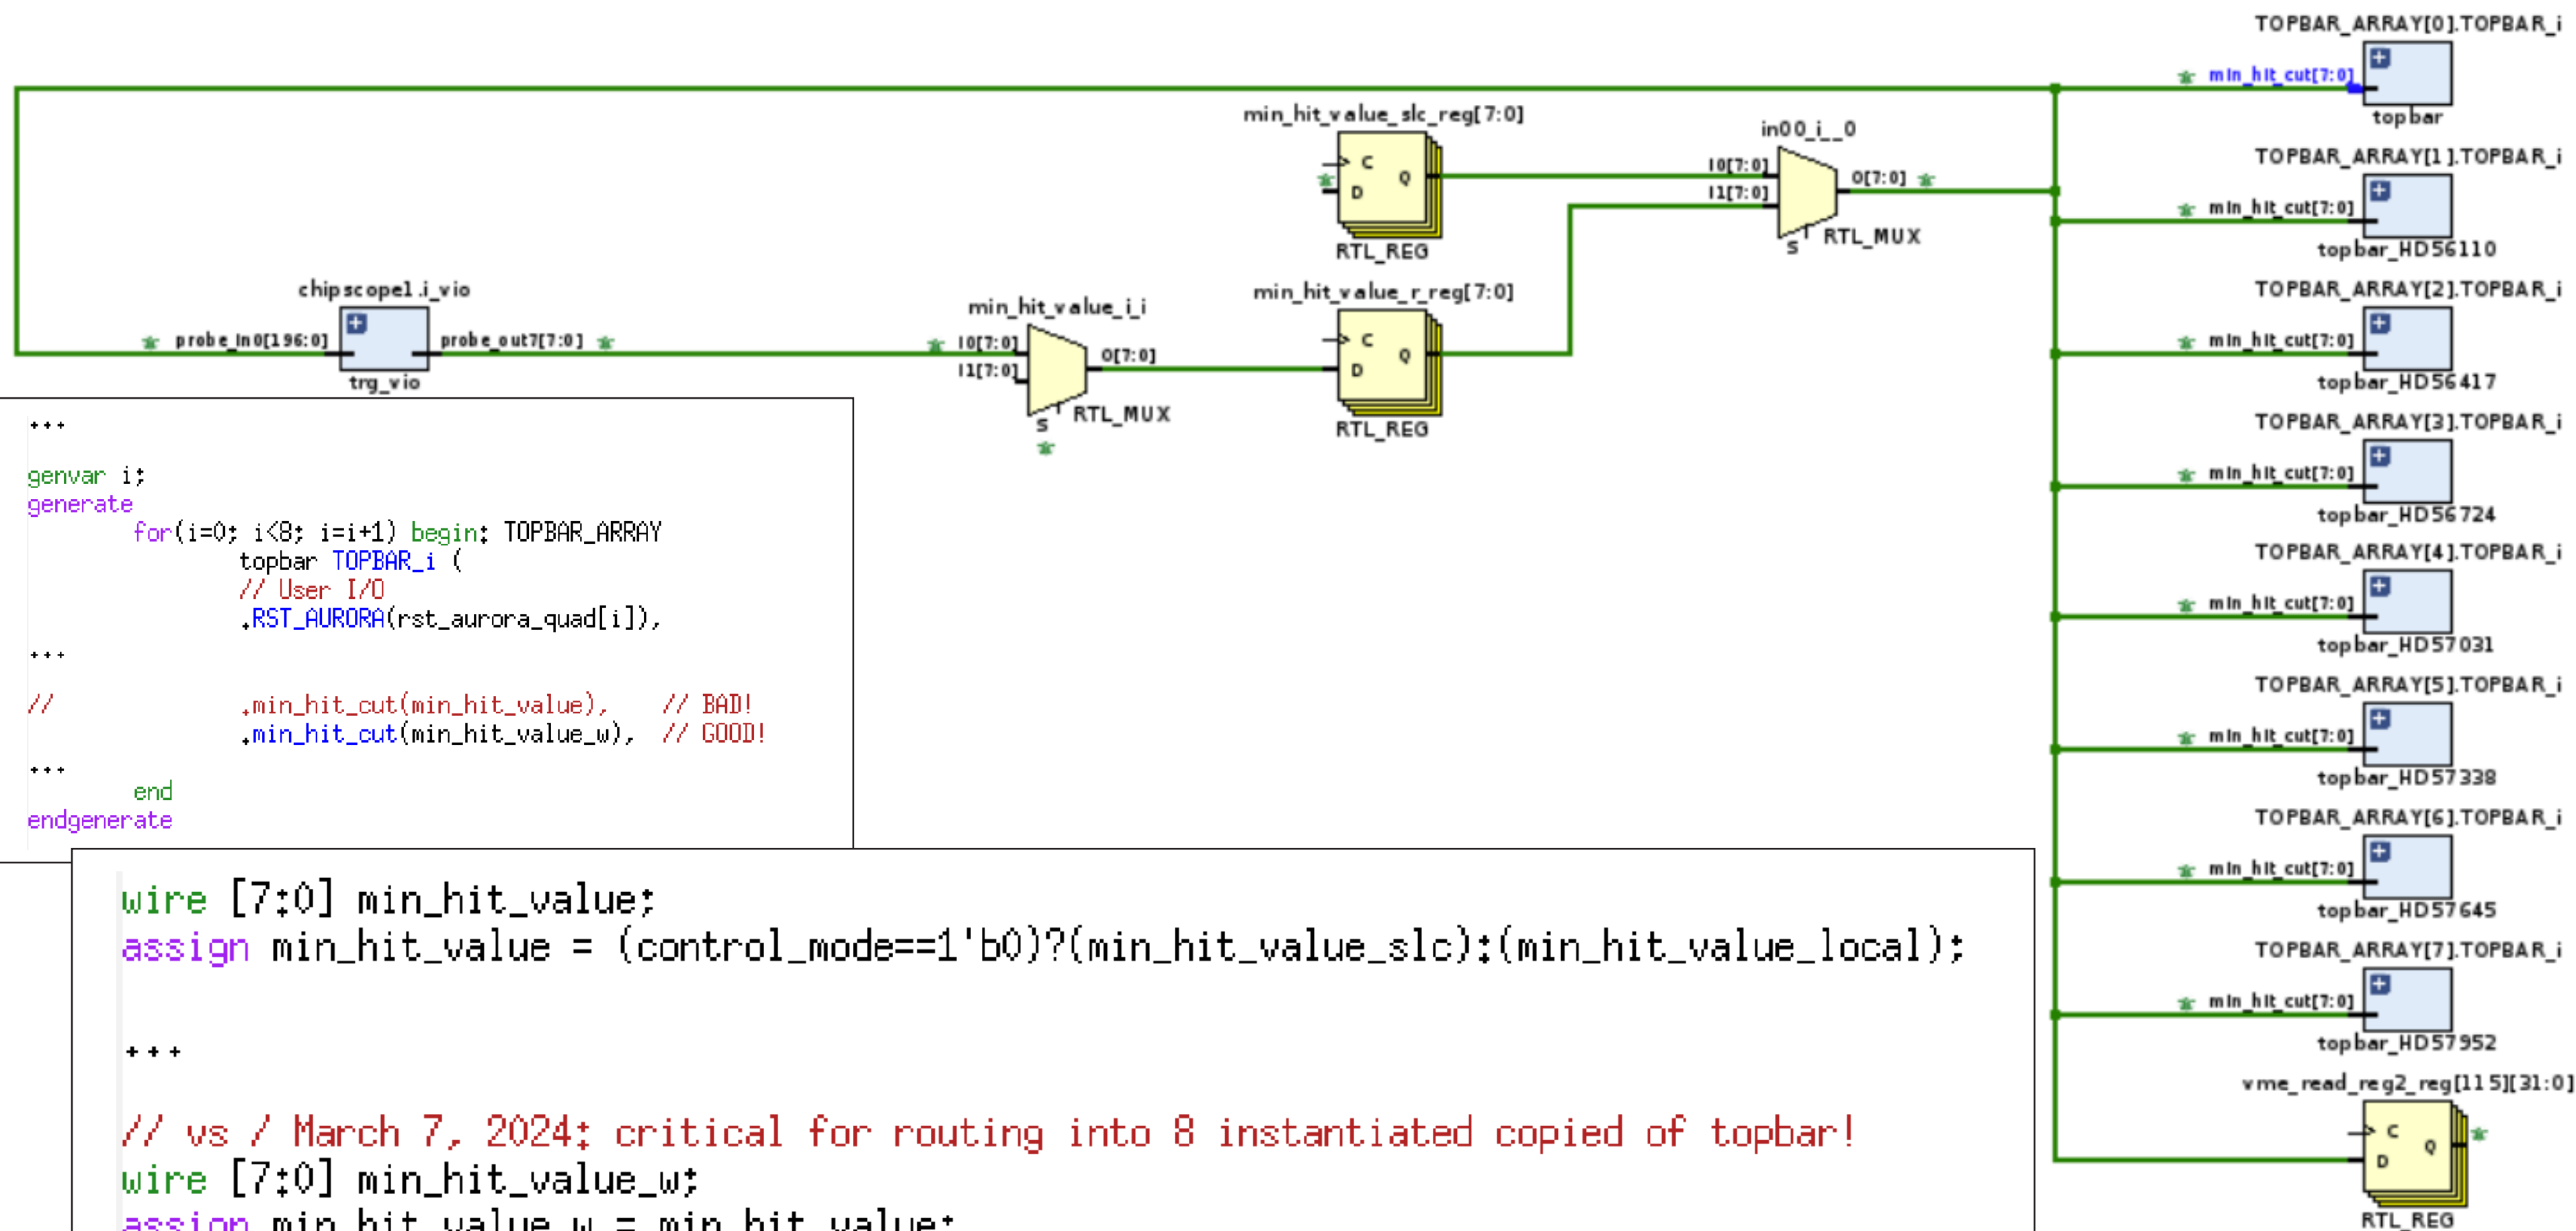 TOPBAR_ARRAY[0].TOPBAR_i
min_hit_cut[7:0]
topbar
min_hit_value_slc_reg[7:0]
C
D
Q
RTL_REG
in00_i__0
I0[7:0]
I1[7:0]
O[7:0]
S
RTL_MUX
TOPBAR_ARRAY[1].TOPBAR_i
min_hit_cut[7:0]
topbar_HD56110
chipscope1.i_vio
probe_in0[196:0]
probe_out7[7:0]
trg_vio
min_hit_value_i_i
I0[7:0]
I1[7:0]
O[7:0]
S
RTL_MUX
min_hit_value_r_reg[7:0]
C
D
Q
RTL_REG
TOPBAR_ARRAY[2].TOPBAR_i
min_hit_cut[7:0]
topbar_HD56417
TOPBAR_ARRAY[3].TOPBAR_i
min_hit_cut[7:0]
topbar_HD56724
TOPBAR_ARRAY[4].TOPBAR_i
min_hit_cut[7:0]
topbar_HD57031
TOPBAR_ARRAY[5].TOPBAR_i
min_hit_cut[7:0]
topbar_HD57338
TOPBAR_ARRAY[6].TOPBAR_i
min_hit_cut[7:0]
topbar_HD57645
TOPBAR_ARRAY[7].TOPBAR_i
min_hit_cut[7:0]
topbar_HD57952
vme_read_reg2_reg[115][31:0]
C
D
Q
RTL_REG
...
genvar i;
generate
for(i=0; i<8; i=i+1) begin: TOPBAR_ARRAY
topbar TOPBAR_i (
// User I/O
.RST_AURORA(rst_aurora_quad[i]),
...
// .min_hit_cut(min_hit_value), // BAD!
.min_hit_cut(min_hit_value_w), // GOOD!
...
end
endgenerate
wire [7:0] min_hit_value;
assign min_hit_value = (control_mode==1'b0)?(min_hit_value_slc):(min_hit_value_local);
...
// vs / March 7, 2024: critical for routing into 8 instantiated copied of topbar!
wire [7:0] min_hit_value_w;
assign min_hit_value_w = min_hit_value;